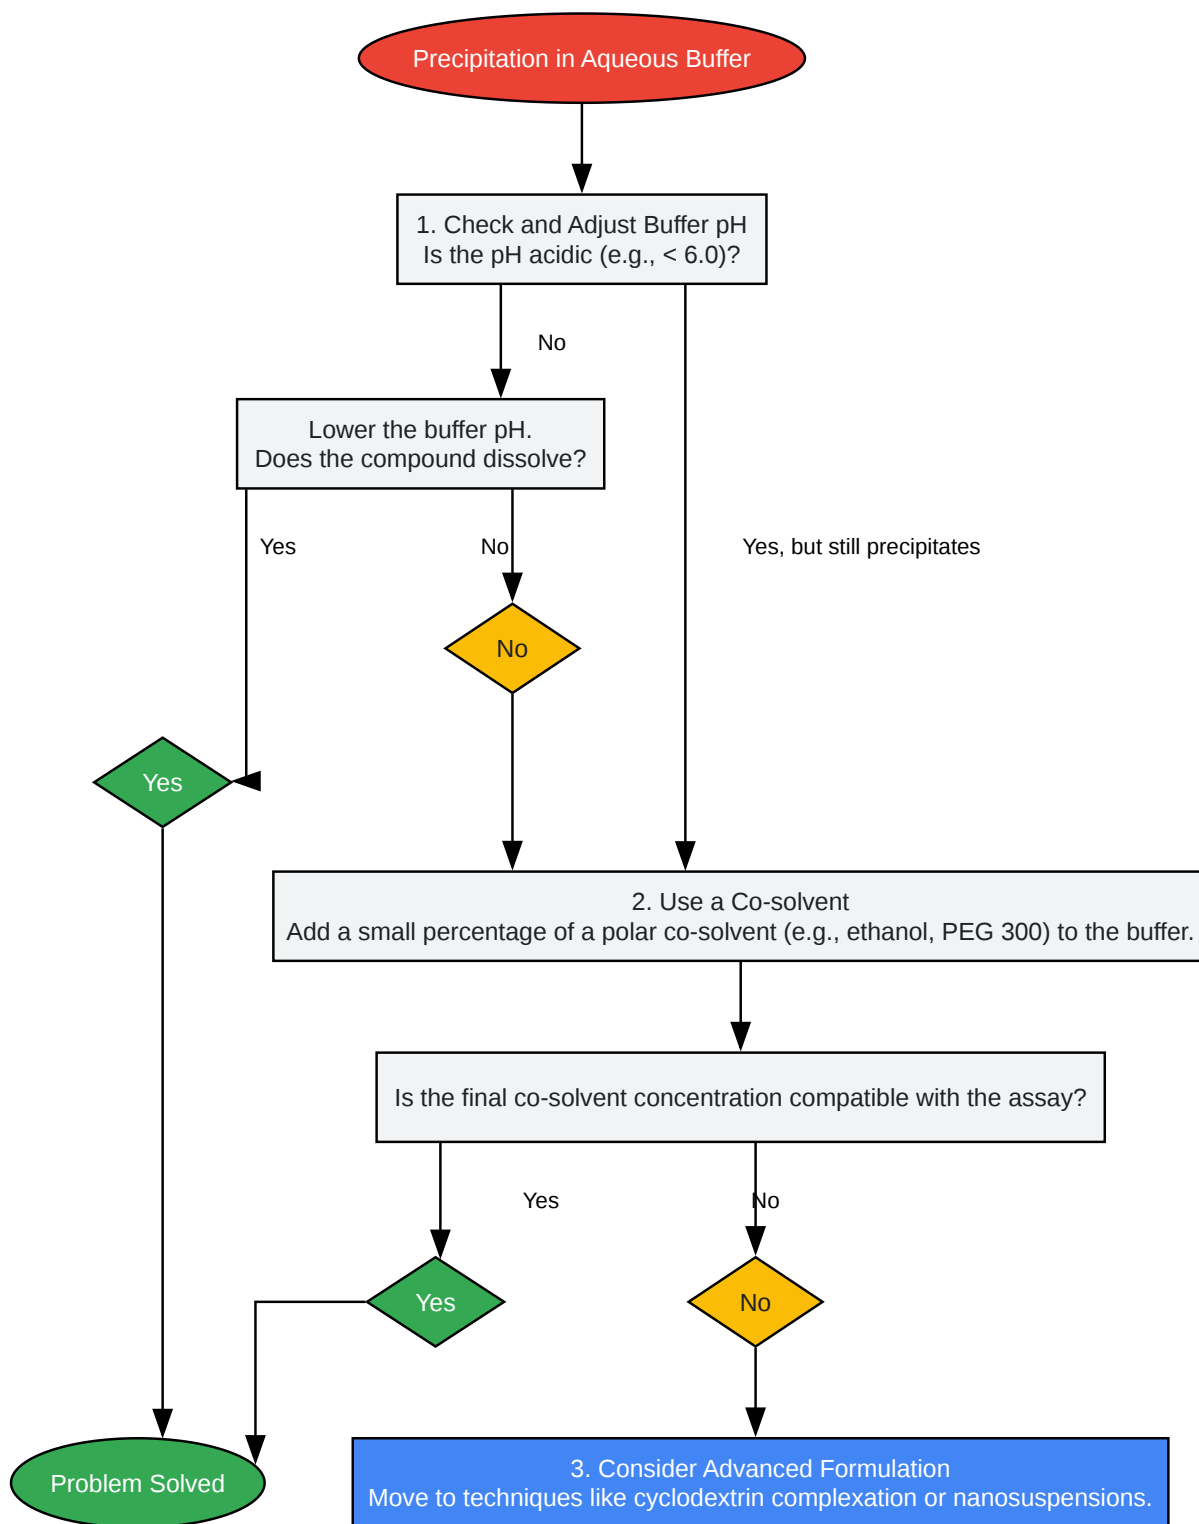 Precipitation in Aqueous Buffer
1. Check and Adjust Buffer pH
Is the pH acidic (e.g., < 6.0)?
No
Lower the buffer pH.
Does the compound dissolve?
Yes
No
Yes, but still precipitates
No
Yes
2. Use a Co-solvent
Add a small percentage of a polar co-solvent (e.g., ethanol, PEG 300) to the buffer.
Is the final co-solvent concentration compatible with the assay?
Yes
No
Yes
No
Problem Solved
3. Consider Advanced Formulation
Move to techniques like cyclodextrin complexation or nanosuspensions.